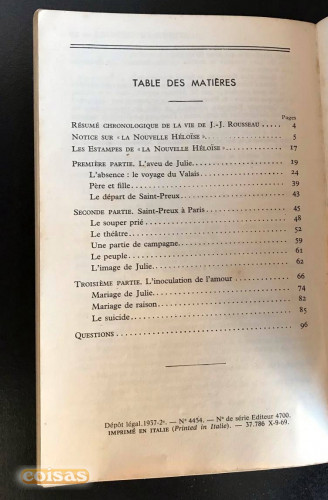 TABLE DES MATIÈRES
Pages
RÉSUMÉ CHRONOLOGIQUE DE LA VIE DE J.-J. ROUSSEAU .... 4
NOTICE SUR « LA NOUVELLE HÉLOÏSE »........ 5
LES ESTAMPES DE « LA NOUVELLE HÉLOÏSE »........ 17
PREMIÈRE PARTIE. L'aveu de Julie........ 19
L'absence : le voyage du Valais........ 24
Père et fille........ 39
Le départ de Saint-Preux........ 43
SECONDE PARTIE. Saint-Preux à Paris........ 45
Le souper prié........ 48
Le théâtre........ 52
Une partie de campagne........ 59
Le peuple........ 61
L'image de Julie........ 62
TROISIÈME PARTIE. L'inoculation de l'amour........ 66
Mariage de Julie........ 74
Mariage de raison........ 82
Le suicide........ 85
QUESTIONS........ 96
Dépôt légal. 1937-2e. — N° 4454. — N° de série Editeur 4700.
IMPRIMÉ EN ITALIE (Printed in Italie). — 37.786 X-9-69.
coisas